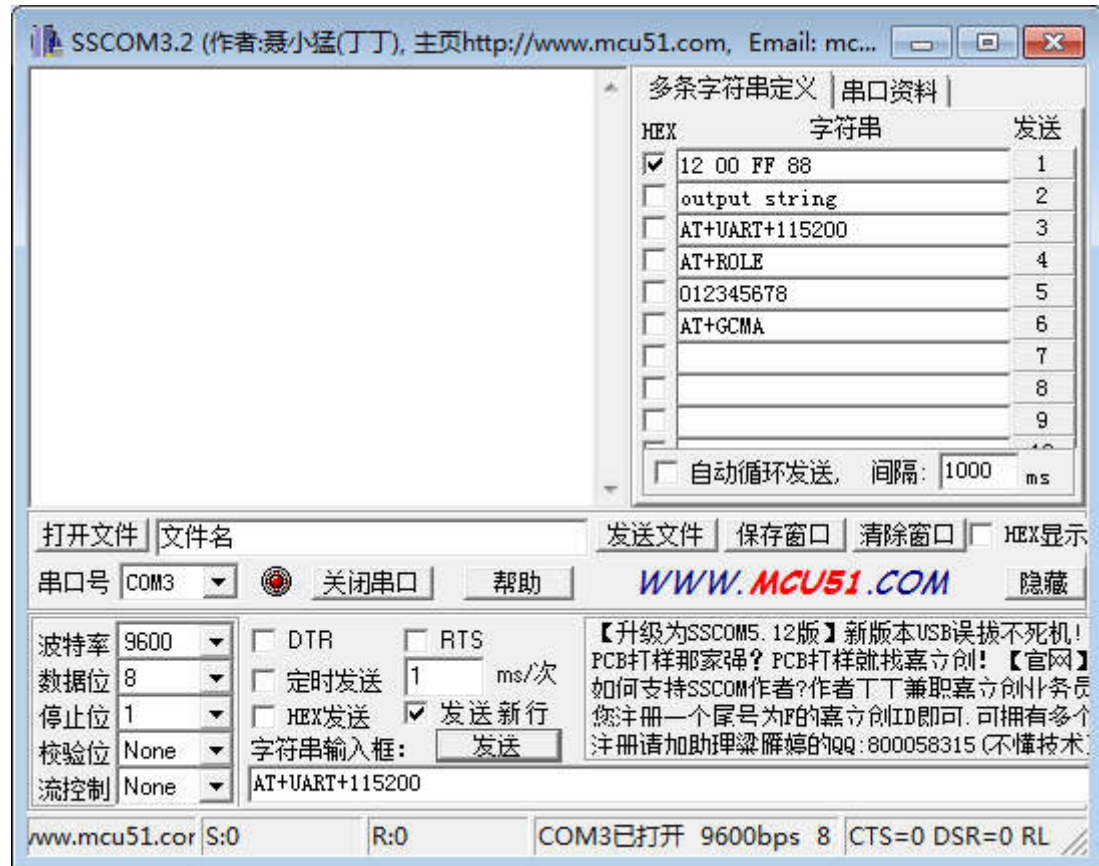 SSCOM3.2 (作者:聂小猛(丁丁), 主页http://www.mcu51.com, Email: mc...
多条字符串定义 串口资料
HEX 字符串 发送
12 00 FF 88 1
output string 2
AT+UART+115200 3
AT+ROLE 4
012345678 5
AT+GCMA 6
7
8
9
自动循环发送, 间隔: 1000 ms
打开文件 文件名 发送文件 保存窗口 清除窗口 HEX显示
串口号 COM3 关闭串口 帮助 WWW.MCU51.COM 隐藏
波特率 9600 DTR RTS
数据位 8 定时发送 1 ms/次
停止位 1 HEX发送 发送新行
校验位 None 字符串输入框: 发送
流控制 None AT+UART+115200
【升级为SSCOM5.12版】新版本USB误拔不死机!
PCB打样那家强? PCB打样就找嘉立创! 【官网】
如何支持SSCOM作者?作者丁丁兼职嘉立创业务员
您注册一个尾号为F的嘉立创ID即可.可拥有多个
注册请加助理梁雁婷的QQ:800058315(不懂技术
www.mcu51.cor S:0 R:0 COM3已打开 9600bps 8 CTS=0 DSR=0 RL